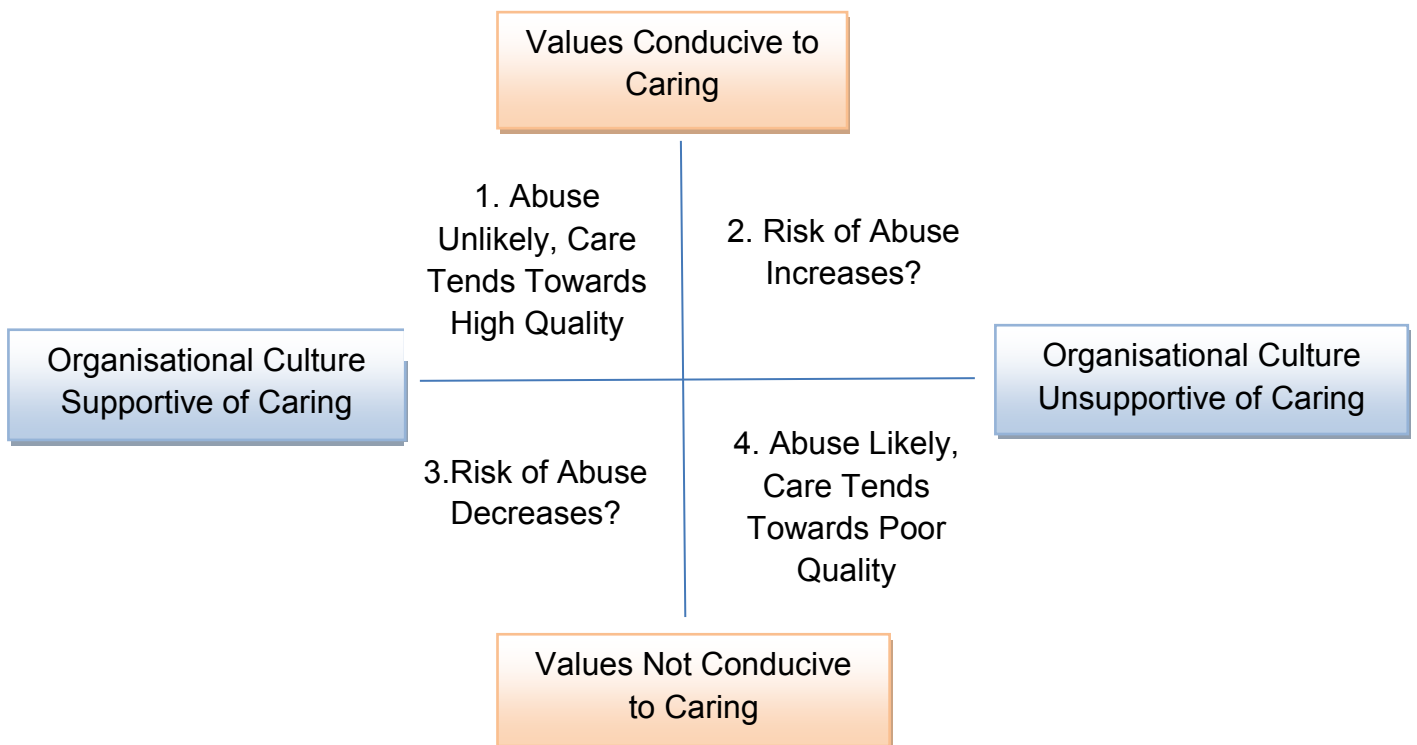 Values Conducive to
Caring
1. Abuse
Unlikely, Care
Tends Towards
High Quality
2. Risk of Abuse
Increases?
Organisational Culture
Supportive of Caring
Organisational Culture
Unsupportive of Caring
3.Risk of Abuse
Decreases?
4. Abuse Likely,
Care Tends
Towards Poor
Quality
Values Not Conducive
to Caring